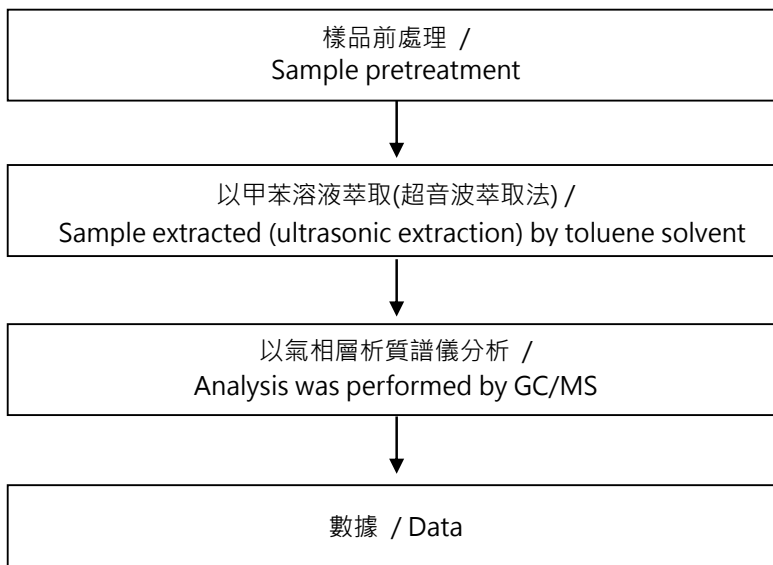 樣品前處理 /
Sample pretreatment
以甲苯溶液萃取(超音波萃取法) /
Sample extracted (ultrasonic extraction) by toluene solvent
以氣相層析質譜儀分析 /
Analysis was performed by GC/MS
數據 / Data